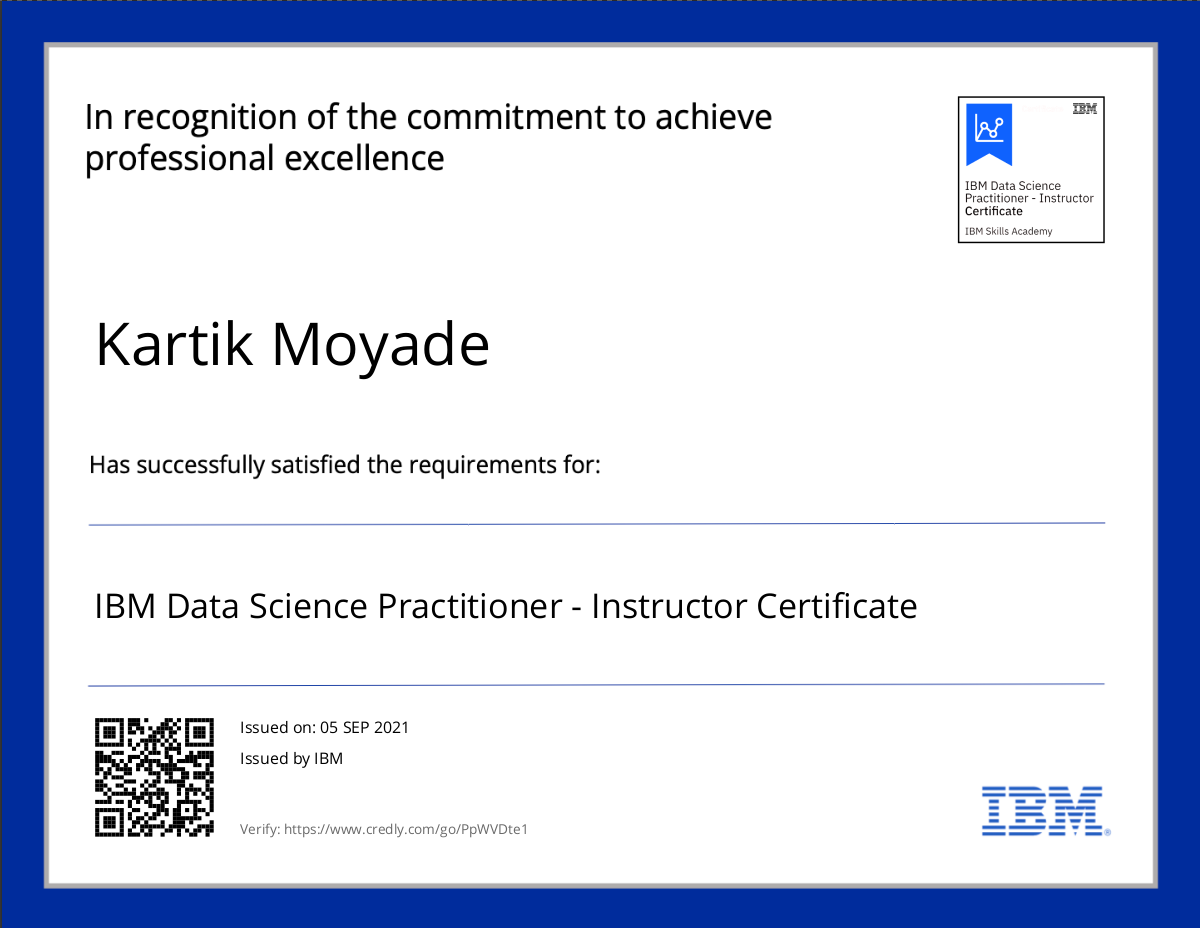 In recognition of the commitment to achieve
professional excellence
IBM
IBM Data Science
Practitioner - Instructor
Certificate
IBM Skills Academy
Kartik Moyade
Has successfully satisfied the requirements for:
IBM Data Science Practitioner - Instructor Certificate
Issued on: 05 SEP 2021
Issued by IBM
Verify: https://www.credly.com/go/PpWVDte1
IBM®